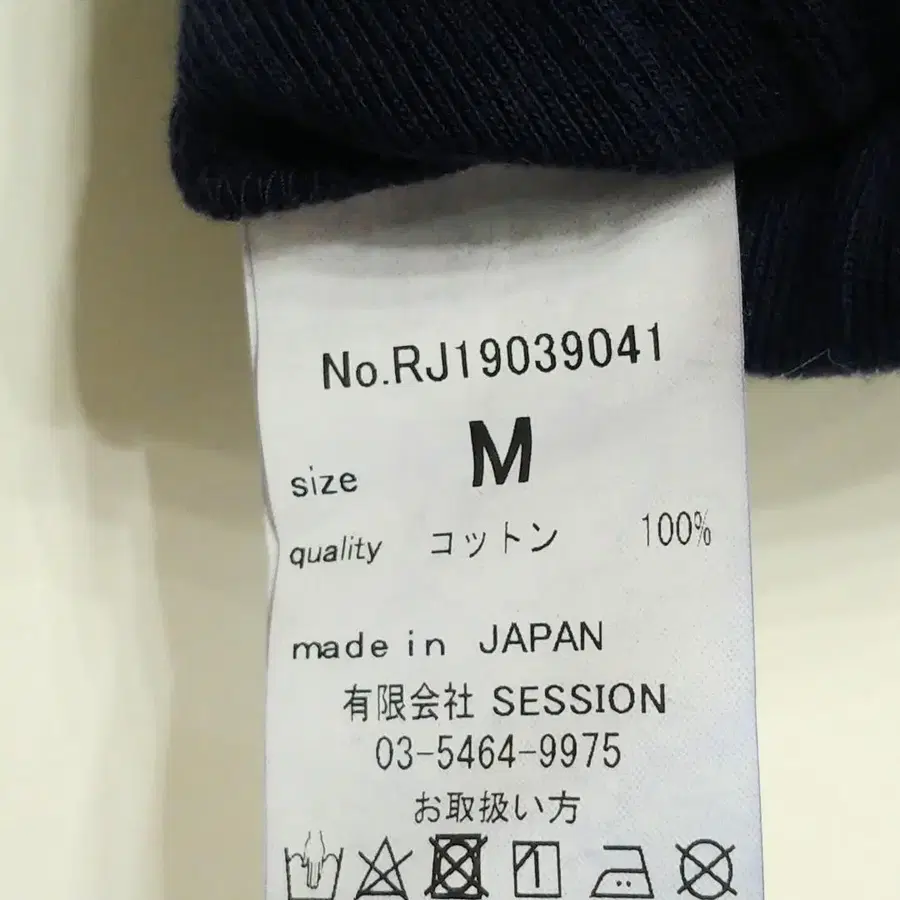 No.RJ19039041
size M
quality コットン 100%
made in JAPAN
有限会社 SESSION
03-5464-9975
お取扱い方